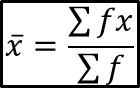 x̄ = ∑ fx / ∑ f